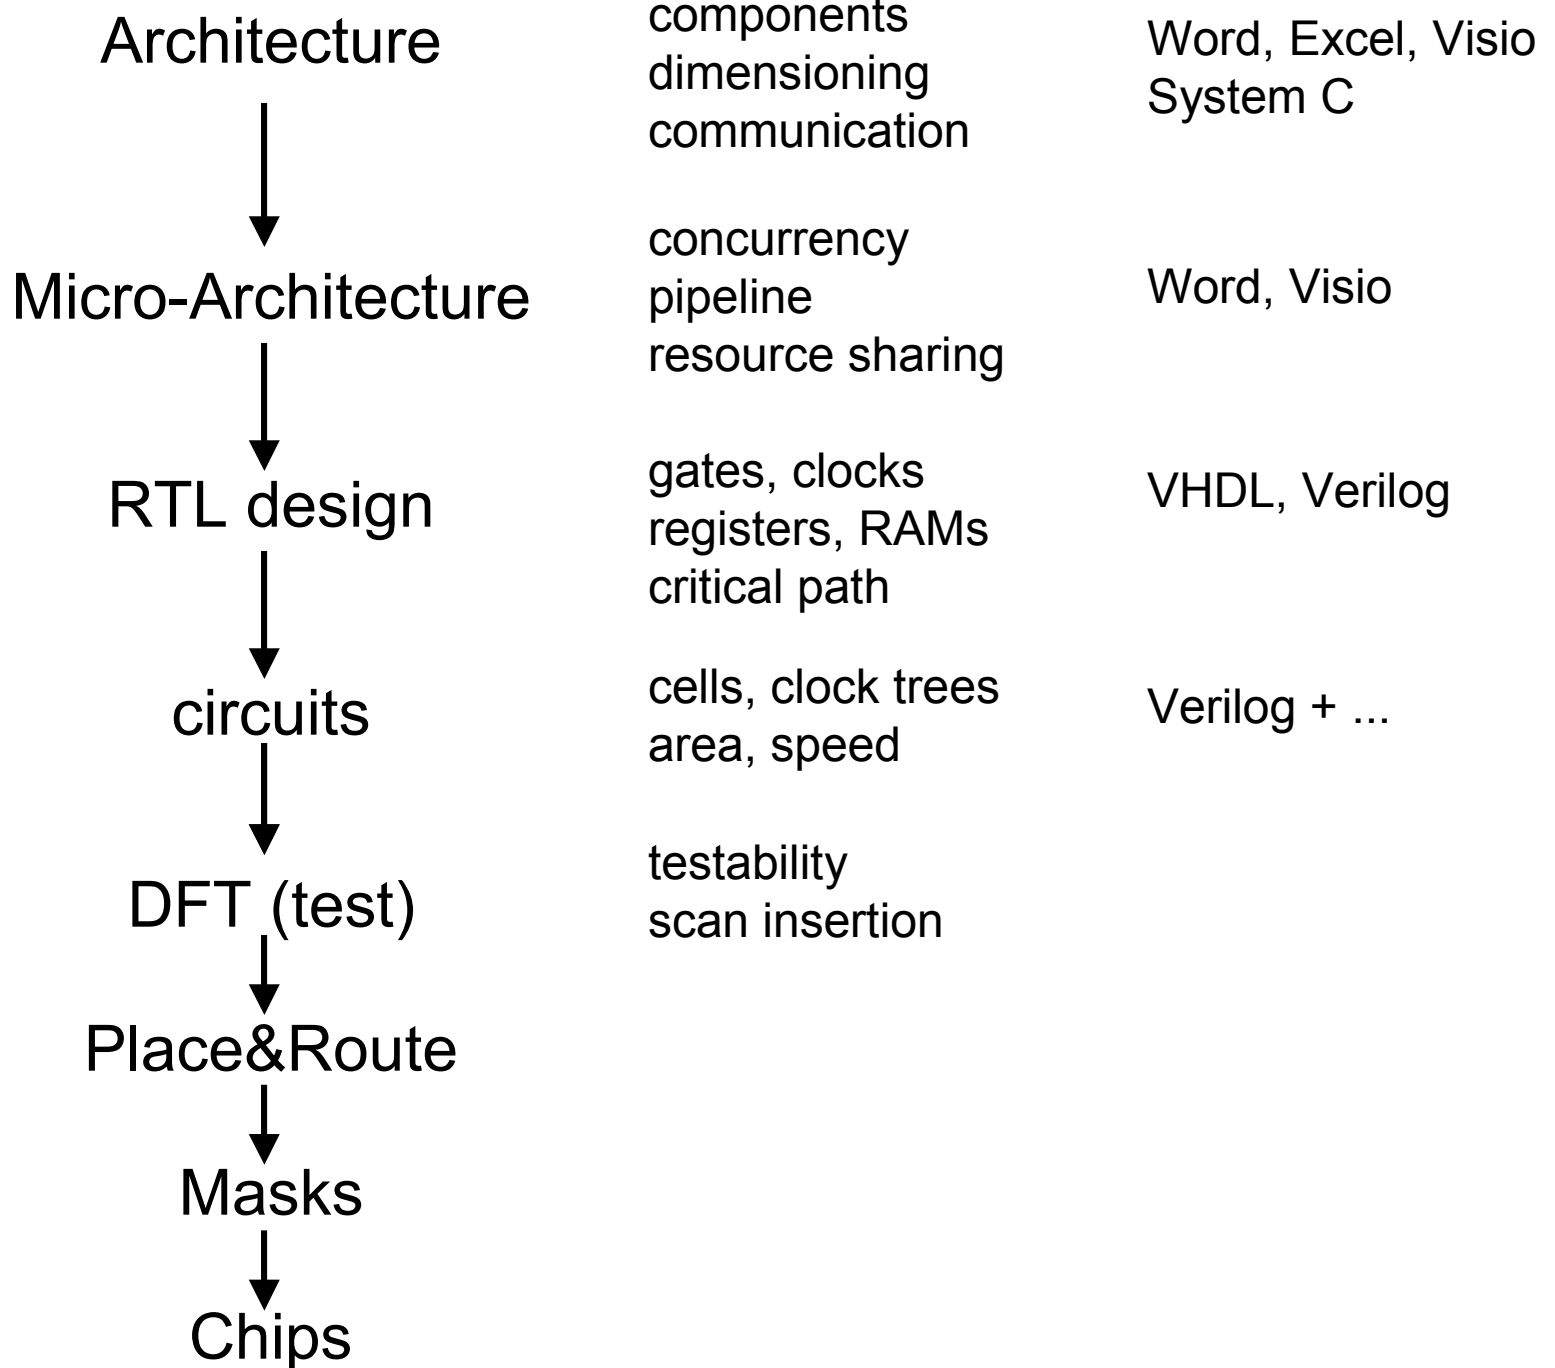 Architecture
components
dimensioning
communication
Word, Excel, Visio
System C
Micro-Architecture
concurrency
pipeline
resource sharing
Word, Visio
RTL design
gates, clocks
registers, RAMs
critical path
VHDL, Verilog
circuits
cells, clock trees
area, speed
Verilog + ...
DFT (test)
testability
scan insertion
Place&Route
Masks
Chips